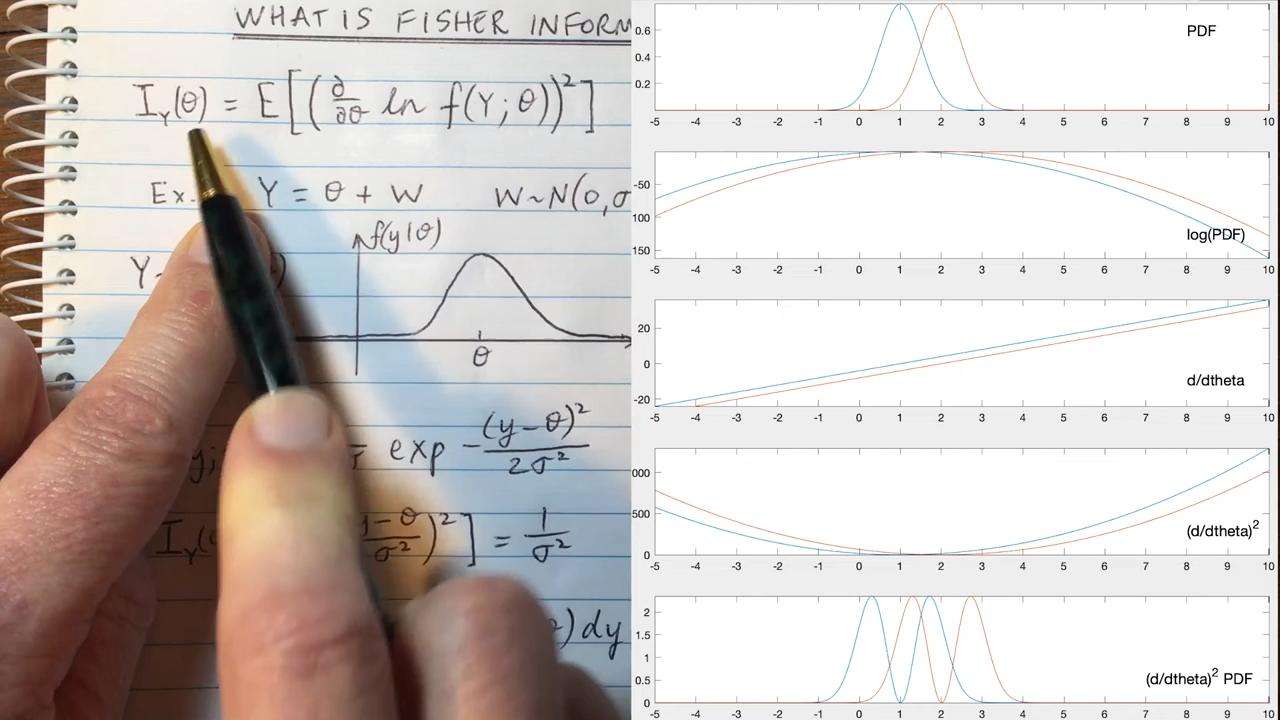 WHAT IS FISHER INFORM
I_Y(θ) = E[(∂/∂θ ln f(Y; θ))²]
Ex. Y = θ + W W~N(0, σ
f(y|θ)
Y~ )
θ
y; exp -(y-θ)²/2σ²
I_Y( y-θ/σ²)²] = 1/σ²
) dy
PDF
0.6
0.4
0.2
-5 -4 -3 -2 -1 0 1 2 3 4 5 6 7 8 9 10
-50
100
150
log(PDF)
-5 -4 -3 -2 -1 0 1 2 3 4 5 6 7 8 9 10
20
0
-20
d/dtheta
-5 -4 -3 -2 -1 0 1 2 3 4 5 6 7 8 9 10
000
500
0
(d/dtheta)²
-5 -4 -3 -2 -1 0 1 2 3 4 5 6 7 8 9 10
2
1.5
1
0.5
0
(d/dtheta)² PDF
-5 -4 -3 -2 -1 0 1 2 3 4 5 6 7 8 9 10